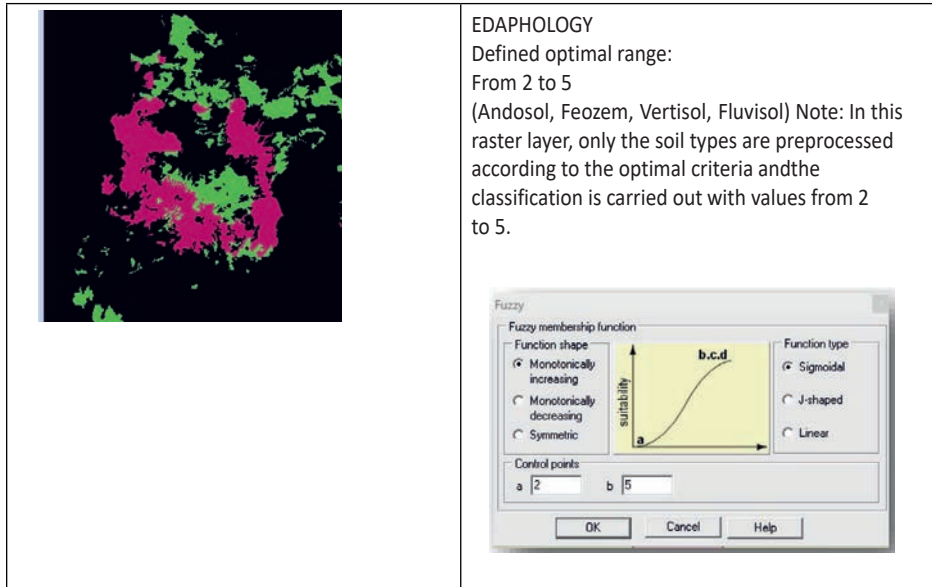 EDAPHOLOGY
Defined optimal range:
From 2 to 5
(Andosol, Feozem, Vertisol, Fluvisol) Note: In this
raster layer, only the soil types are preprocessed
according to the optimal criteria andthe
classification is carried out with values from 2
to 5.
Fuzzy
Fuzzy membership function
Function shape
Monotonically
increasing
Monotonically
decreasing
Symmetric
suitability
a
b.c.d
Function type
Sigmoidal
J-shaped
Linear
Control points
a 2 b 5
OK Cancel Help